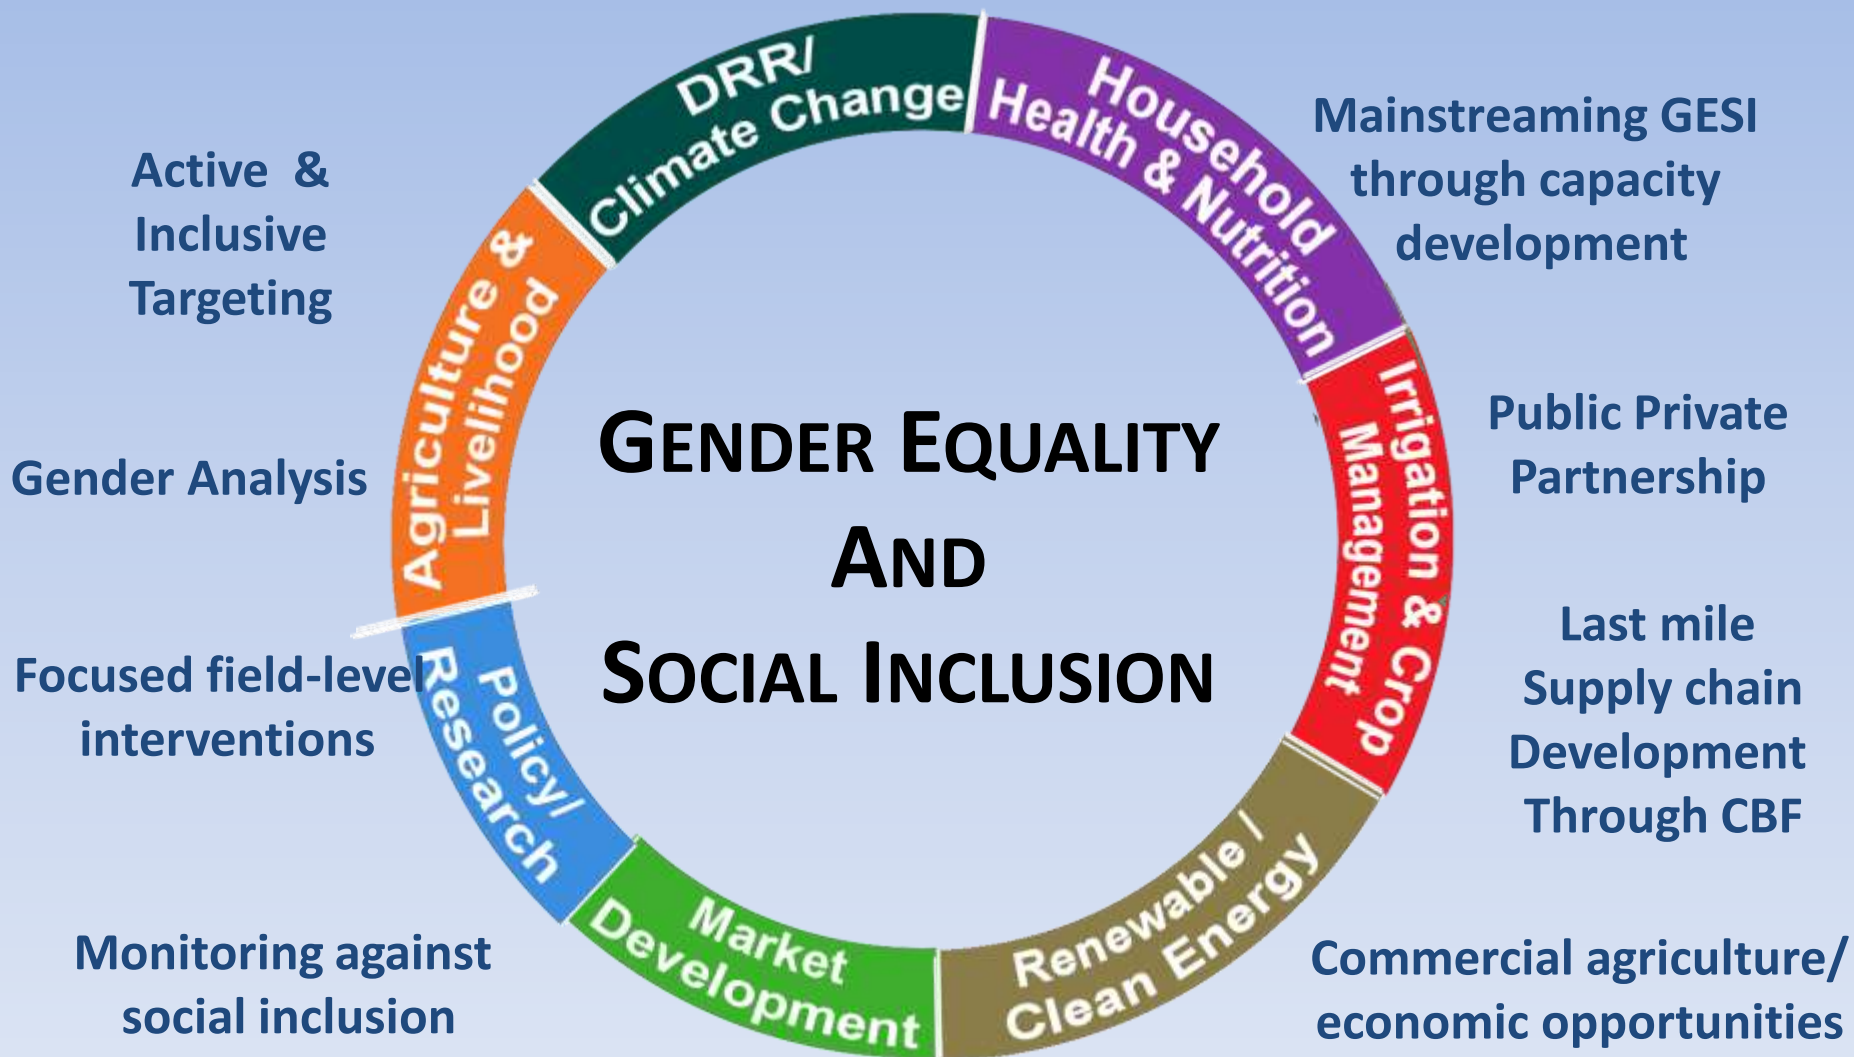 DRR/
Climate Change
Household
Health & Nutrition
Mainstreaming GESI
through capacity
development
Active & 
Inclusive
Targeting
Agriculture &
Livelihood
Irrigation & Crop
Management
Public Private
Partnership
Gender Analysis
GENDER EQUALITY
AND
SOCIAL INCLUSION
Last mile
Supply chain
Development
Through CBF
Focused field-level
interventions
Policy/
Research
Market
Development
Renewable /
Clean Energy
Monitoring against
social inclusion
Commercial agriculture/
economic opportunities